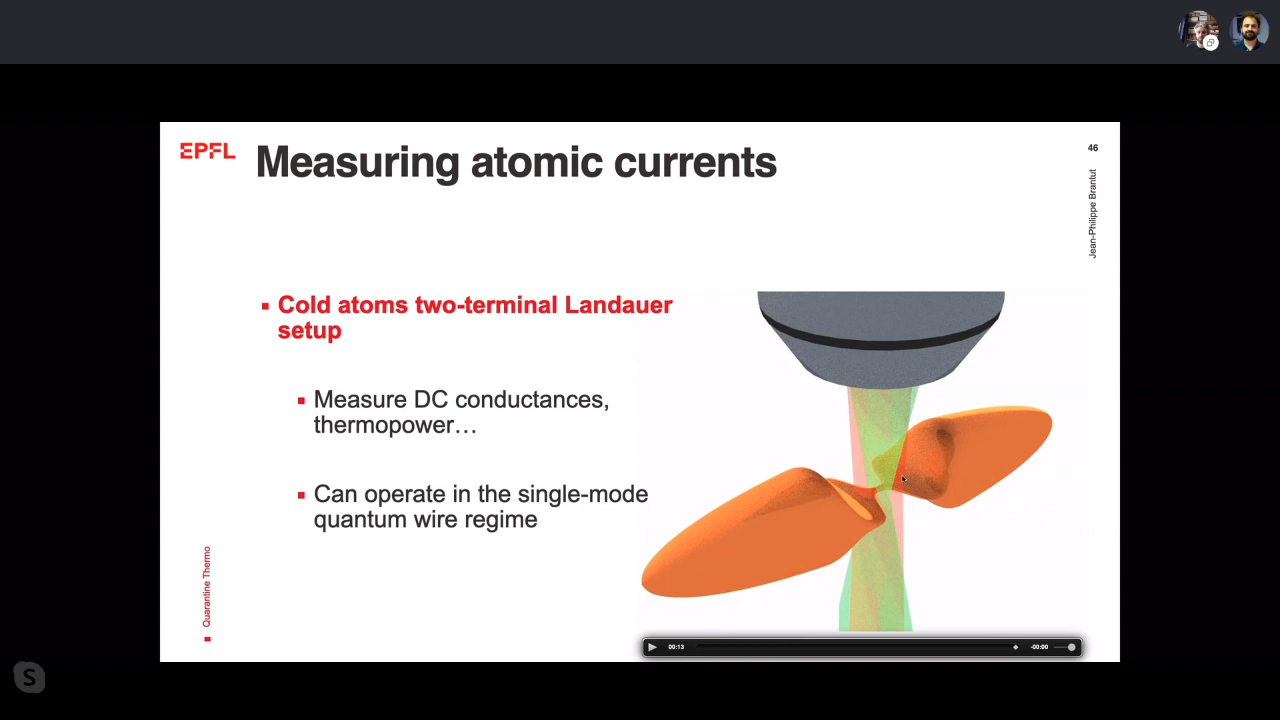 EPFL
Measuring atomic currents
46
Jean-Philippe Brantut
▪ Cold atoms two-terminal Landauer
setup
▪ Measure DC conductances,
thermopower…
▪ Can operate in the single-mode
quantum wire regime
▪ Quarantine Thermo
00:13
-00:00
S